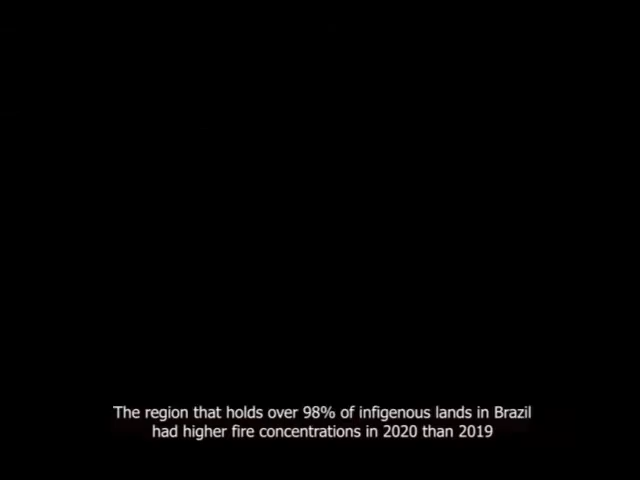 The region that holds over 98% of infigenous lands in Brazil
had higher fire concentrations in 2020 than 2019